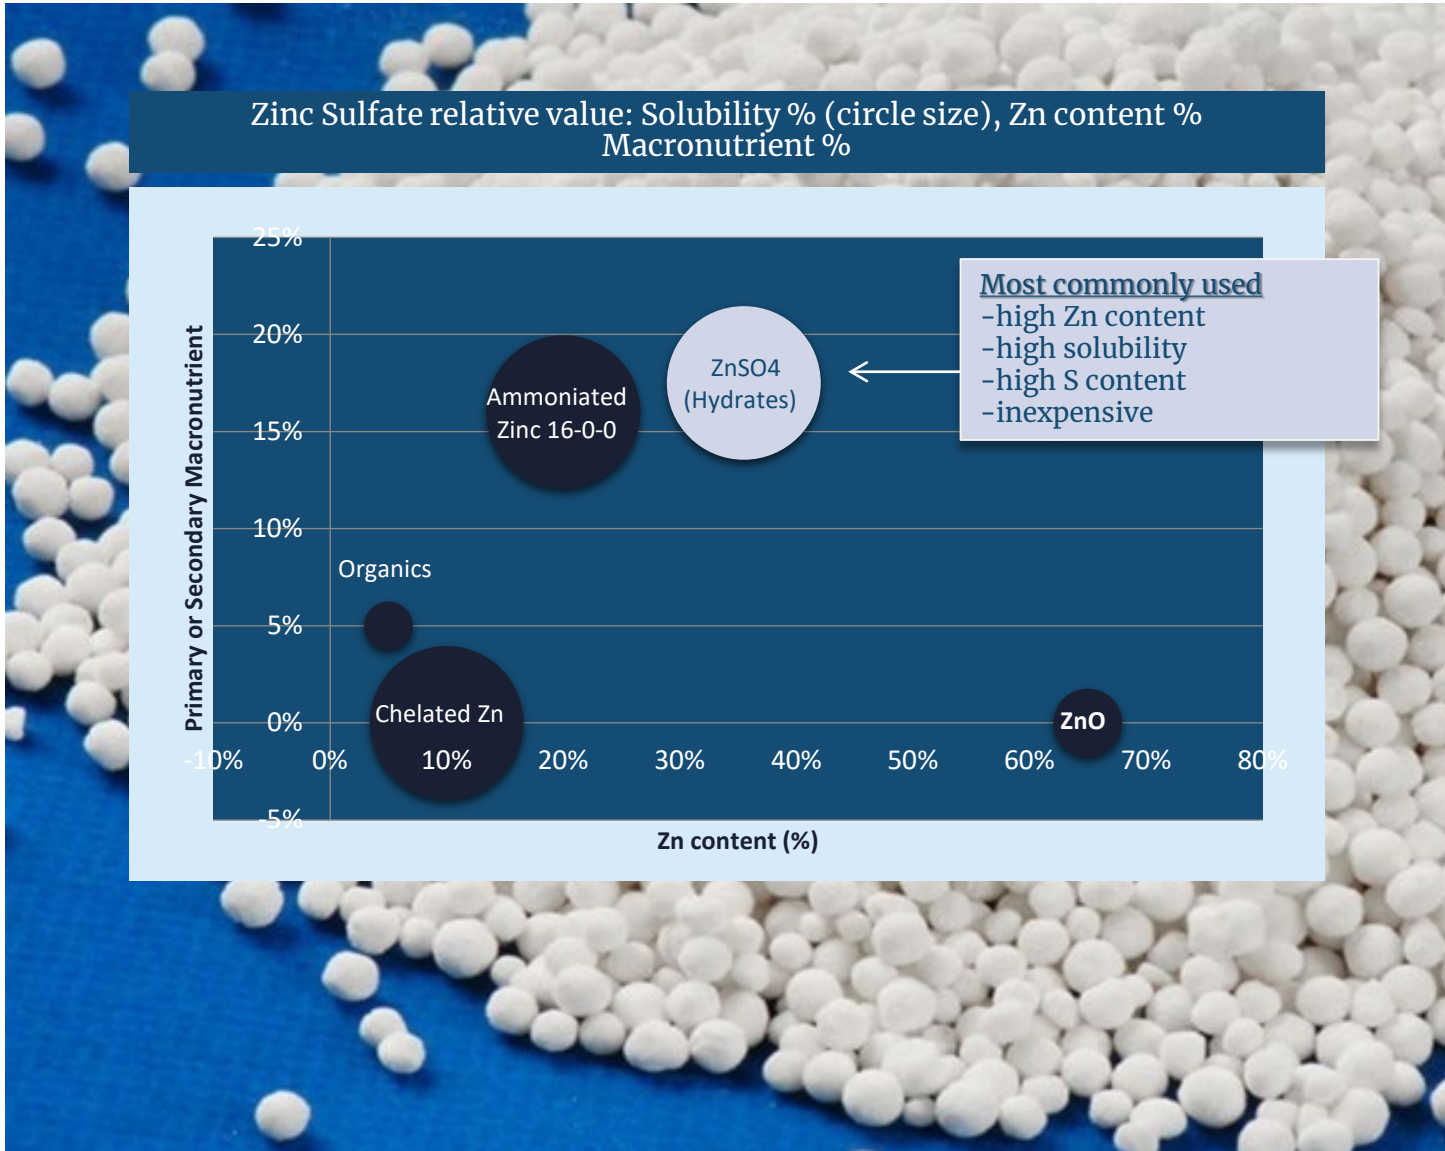 Zinc Sulfate relative value: Solubility % (circle size), Zn content %
Macronutrient %
25%
20%
15%
10%
5%
0%
-5%
Primary or Secondary Macronutrient
Most commonly used
-high Zn content
-high solubility
-high S content
-inexpensive
ZnSO4
(Hydrates)
Ammoniated
Zinc 16-0-0
Organics
Chelated Zn
ZnO
-10% 0% 10% 20% 30% 40% 50% 60% 70% 80%
Zn content (%)